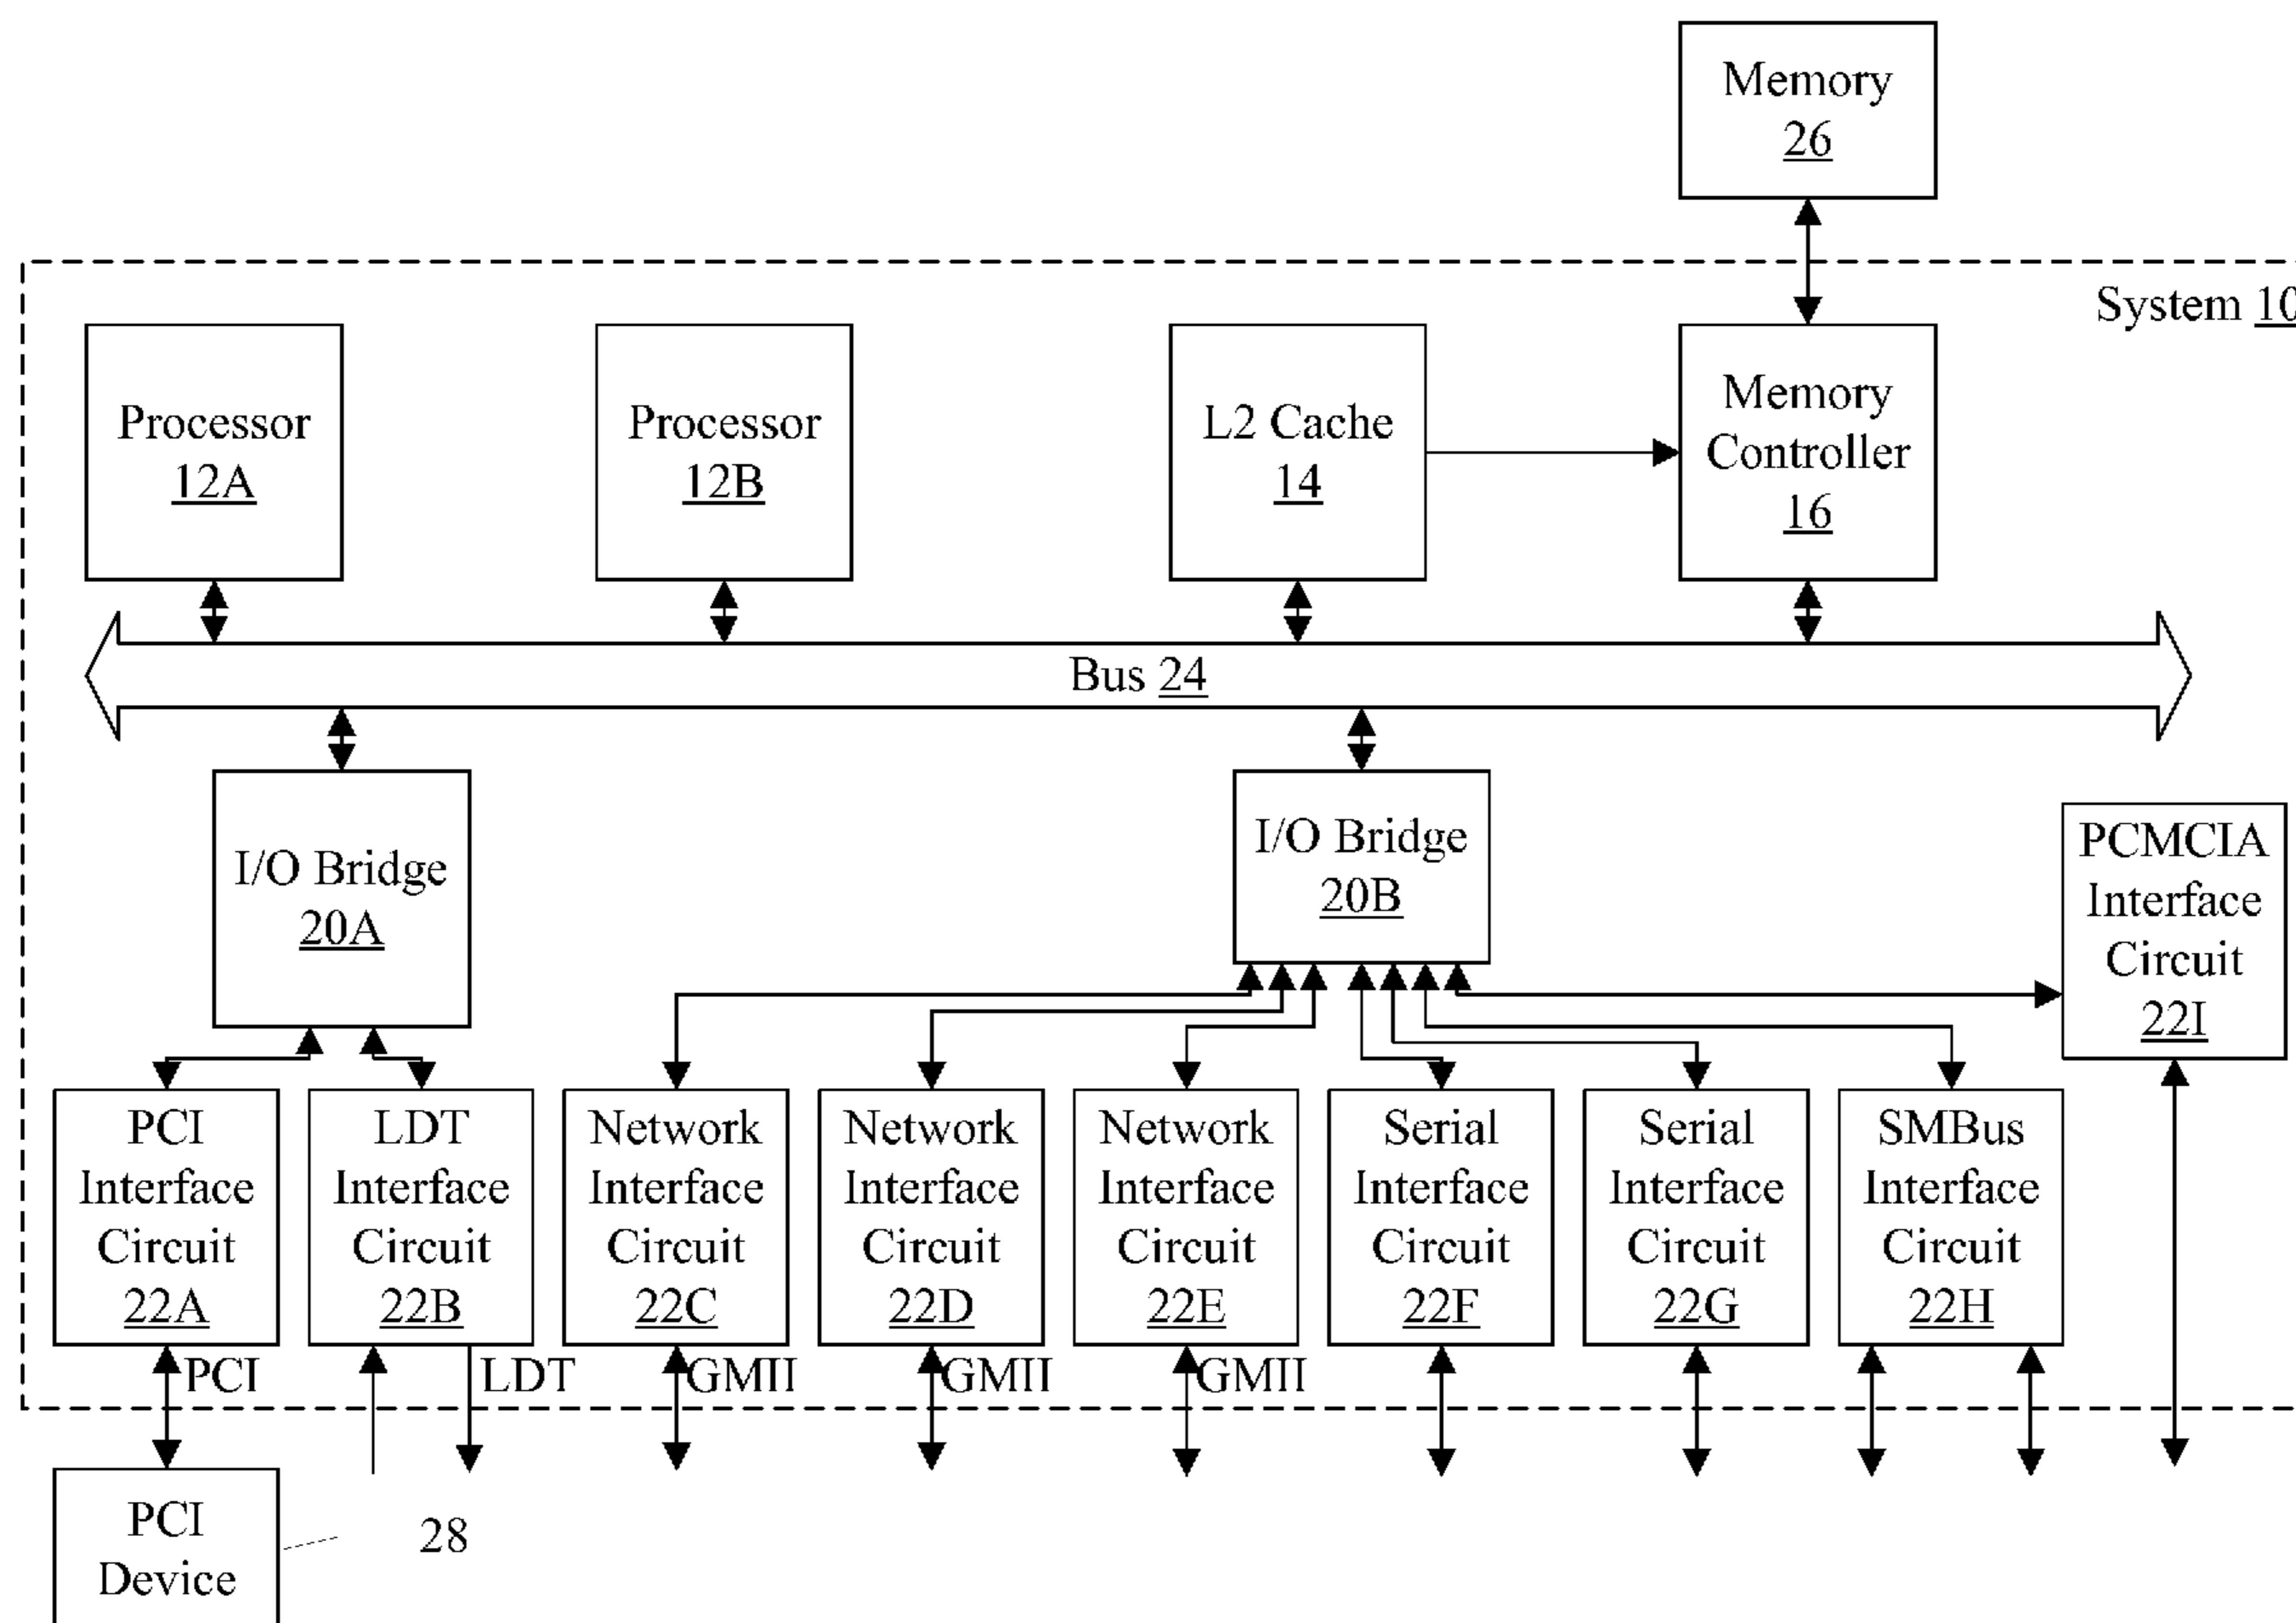 Memory
26
System 10
Processor
12A
Processor
12B
L2 Cache
14
Memory
Controller
16
Bus 24
I/O Bridge
20A
I/O Bridge
20B
PCMCIA
Interface
Circuit
22I
PCI
Interface
Circuit
22A
LDT
Interface
Circuit
22B
Network
Interface
Circuit
22C
Network
Interface
Circuit
22D
Network
Interface
Circuit
22E
Serial
Interface
Circuit
22F
Serial
Interface
Circuit
22G
SMBus
Interface
Circuit
22H
PCI
LDT
GMII
GMII
GMII
PCI
Device
28